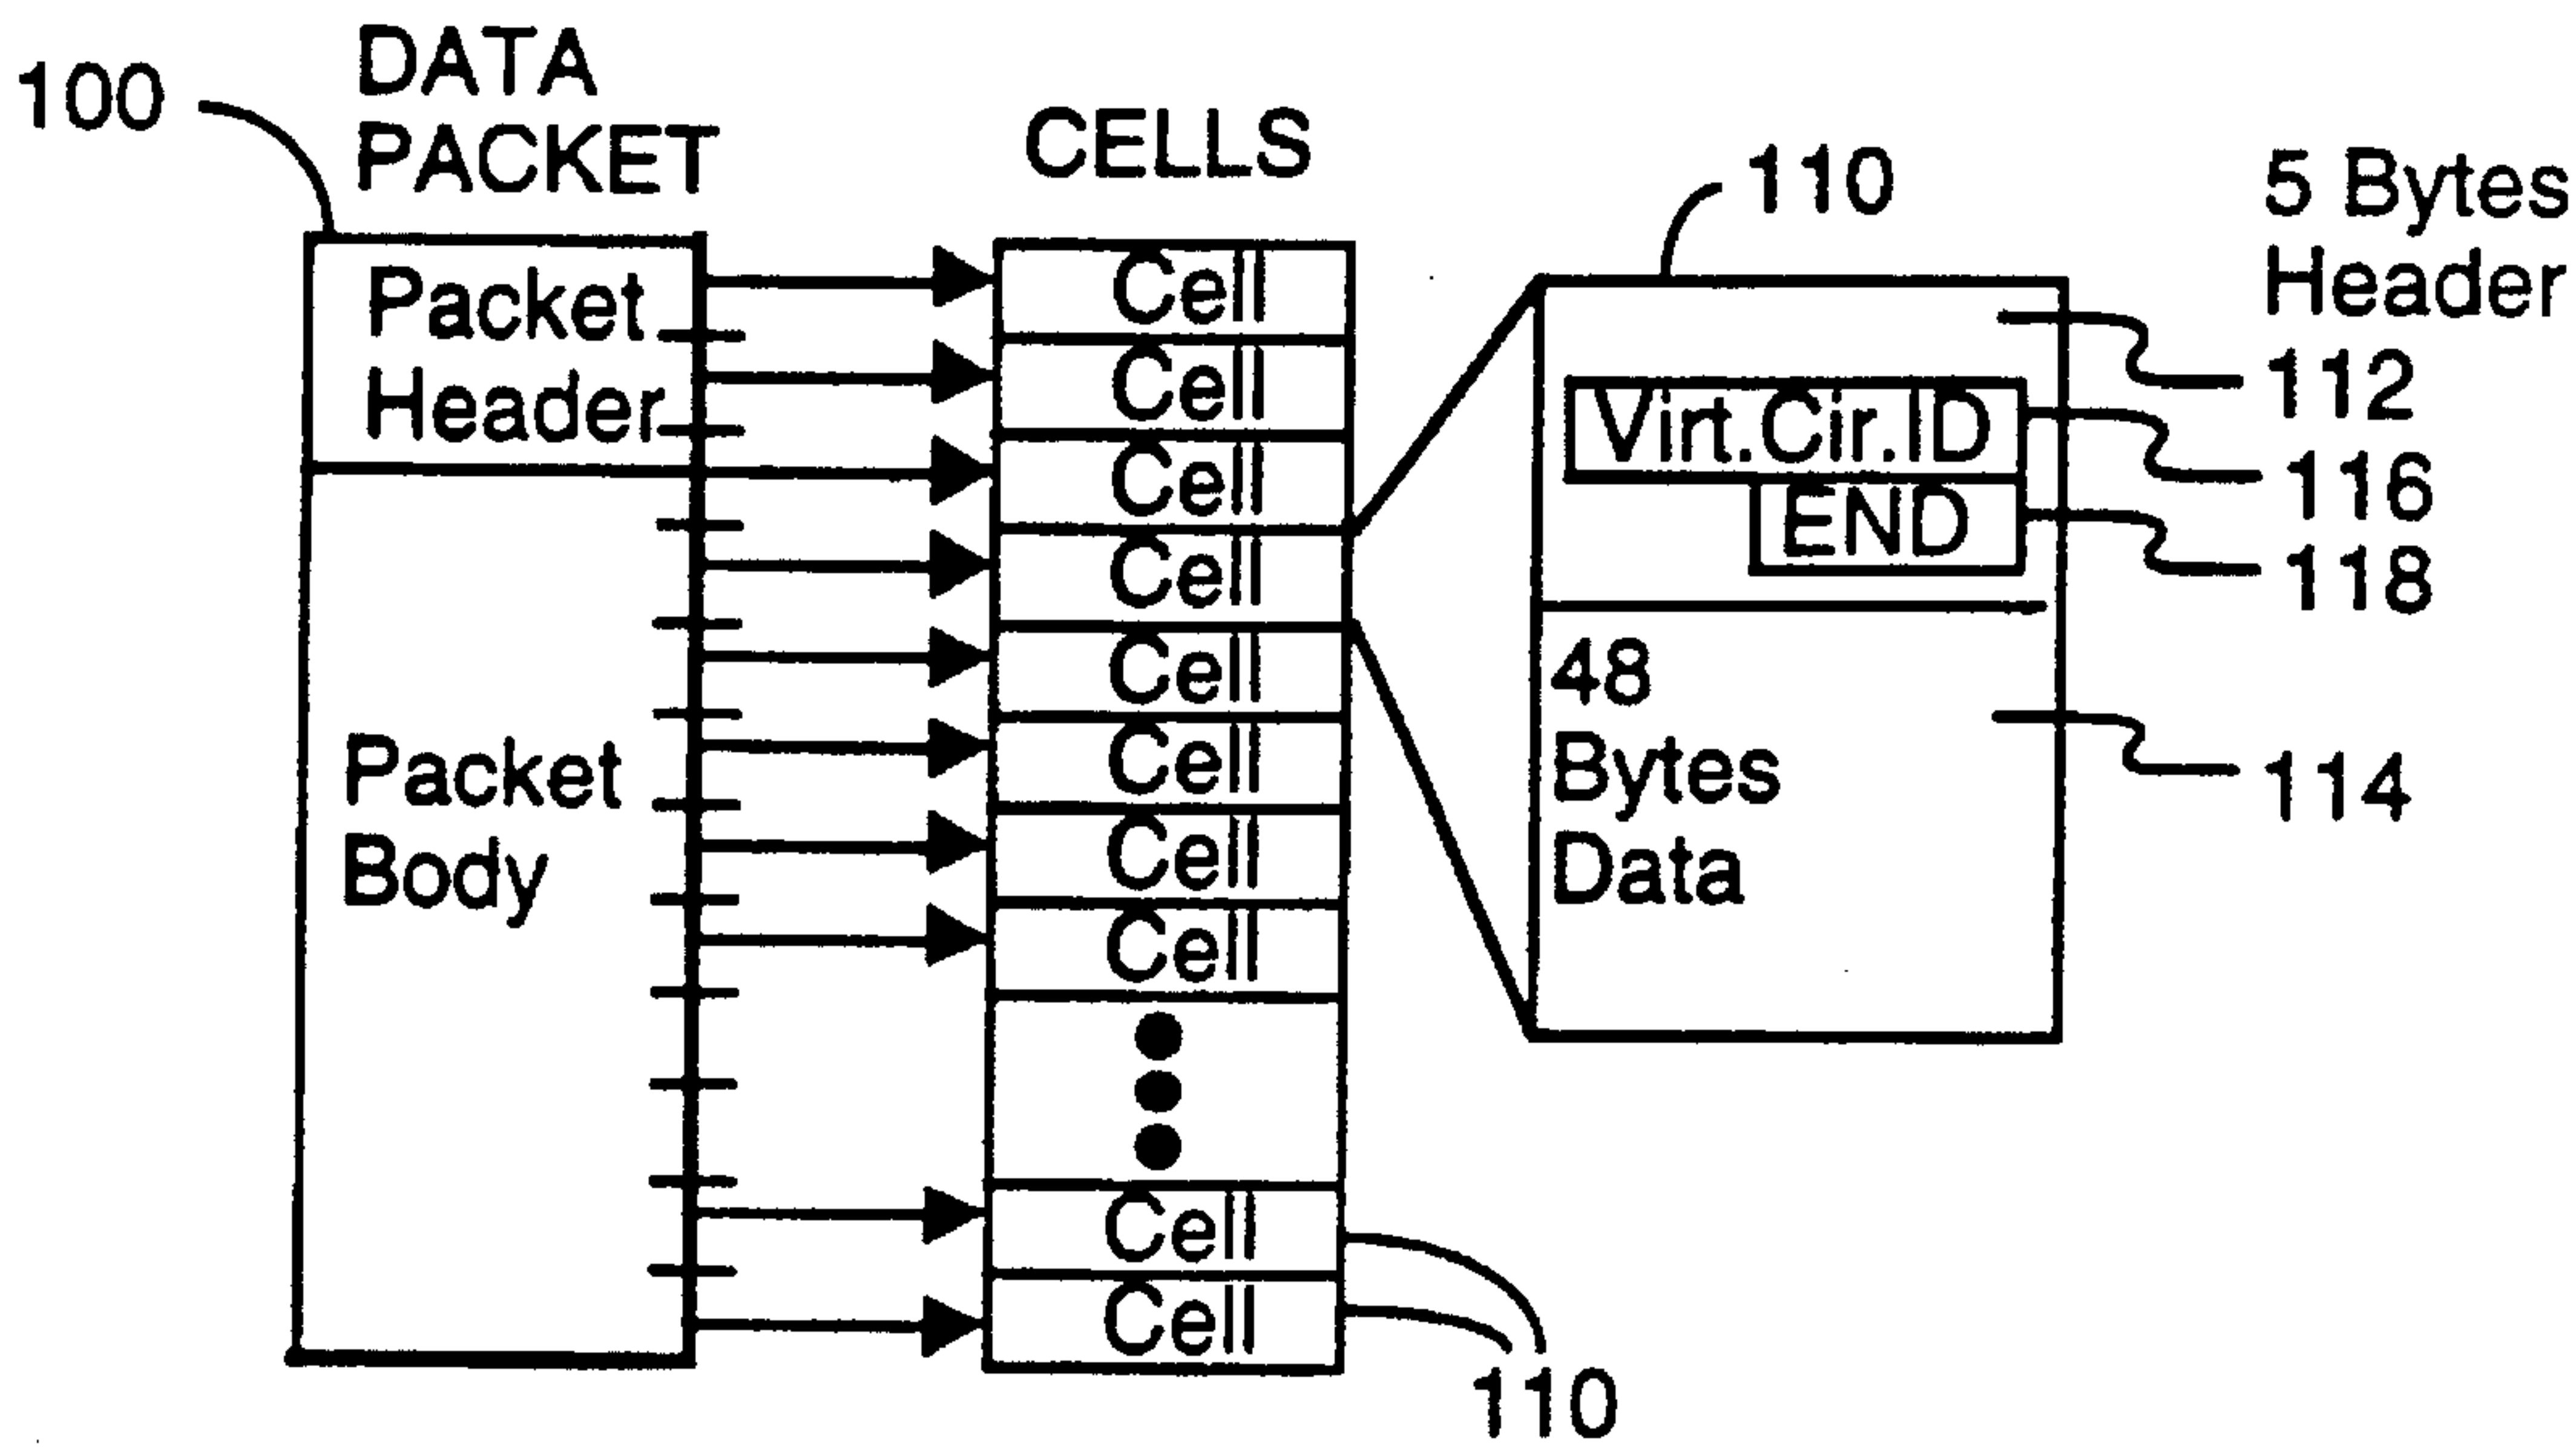 100
DATA
PACKET
Packet
Header
Packet
Body
CELLS
Cell
Cell
Cell
Cell
Cell
Cell
Cell
Cell
Cell
Cell
110
110
5 Bytes
Header
112
Virt.Cir.ID
116
END
118
48
Bytes
Data
114